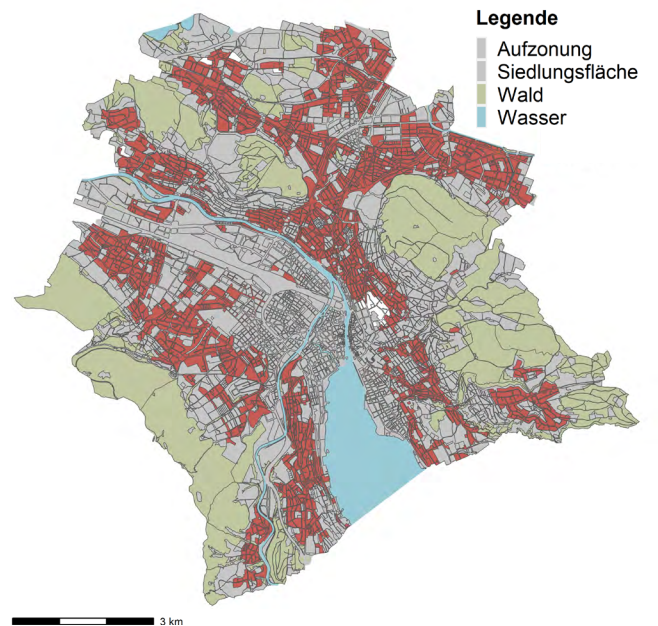 Legende
Aufzonung
Siedlungsfläche
Wald
Wasser
3 km